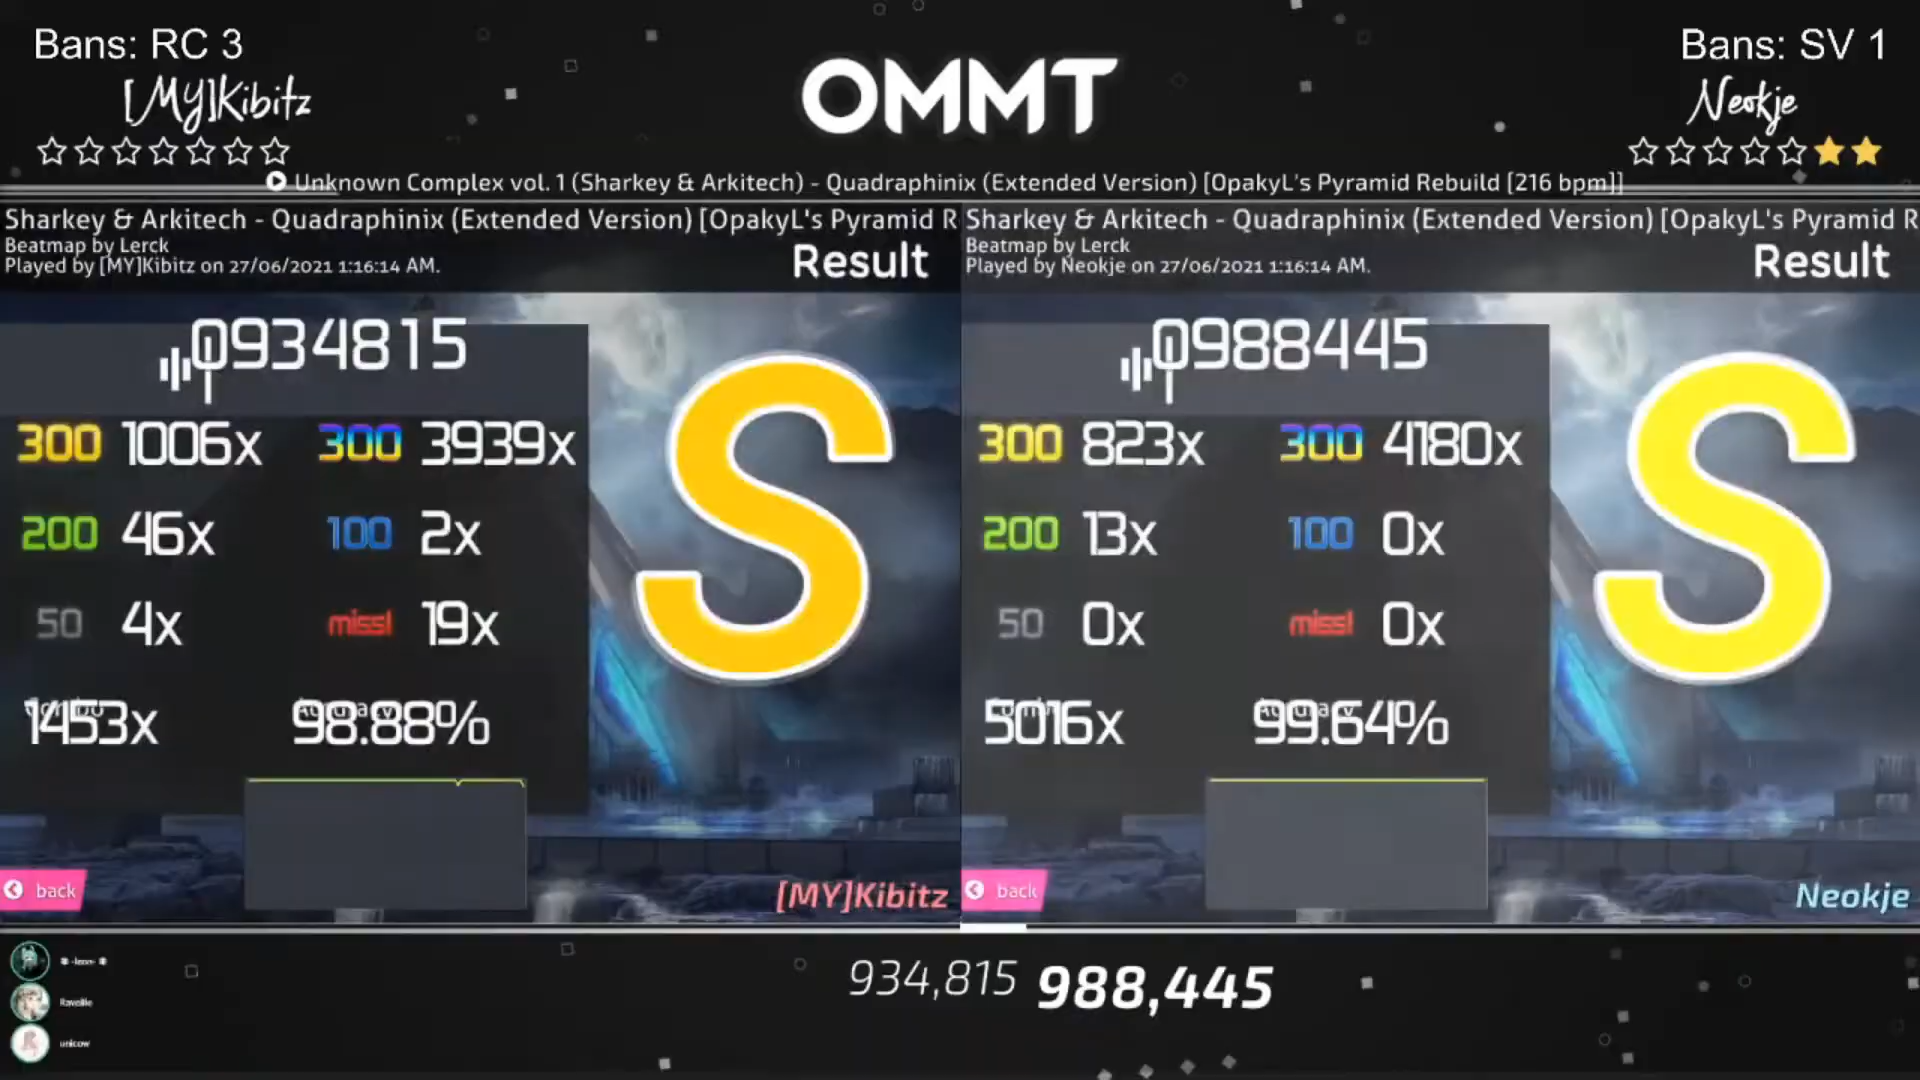 Bans: RC 3
[MY]Kibitz
OMMT
Bans: SV 1
Neokje
Unknown Complex vol. 1 (Sharkey & Arkitech) - Quadraphinix (Extended Version) [OpakyL's Pyramid Rebuild [216 bpm]]
Sharkey & Arkitech - Quadraphinix (Extended Version) [OpakyL's Pyramid R
Beatmap by Lerck
Played by [MY]Kibitz on 27/06/2021 1:16:14 AM.
Result
0934815
300 1006x 300 3939x
200 46x 100 2x
50 4x miss! 19x
Combo Accuracy
1453x 98.88%
S
back
[MY]Kibitz
Sharkey & Arkitech - Quadraphinix (Extended Version) [OpakyL's Pyramid R
Beatmap by Lerck
Played by Neokje on 27/06/2021 1:16:14 AM.
Result
0988445
300 823x 300 4180x
200 13x 100 0x
50 0x miss! 0x
Combo Accuracy
5016x 99.64%
S
back
Neokje
934,815 988,445
unicow